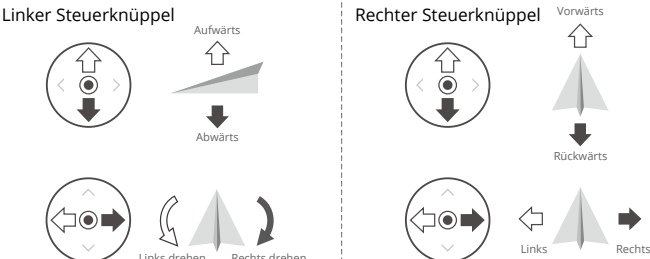 Linker Steuerknüppel
Aufwärts
Abwärts
Links drehen
Rechts drehen
Rechter Steuerknüppel
Vorwärts
Rückwärts
Links
Rechts